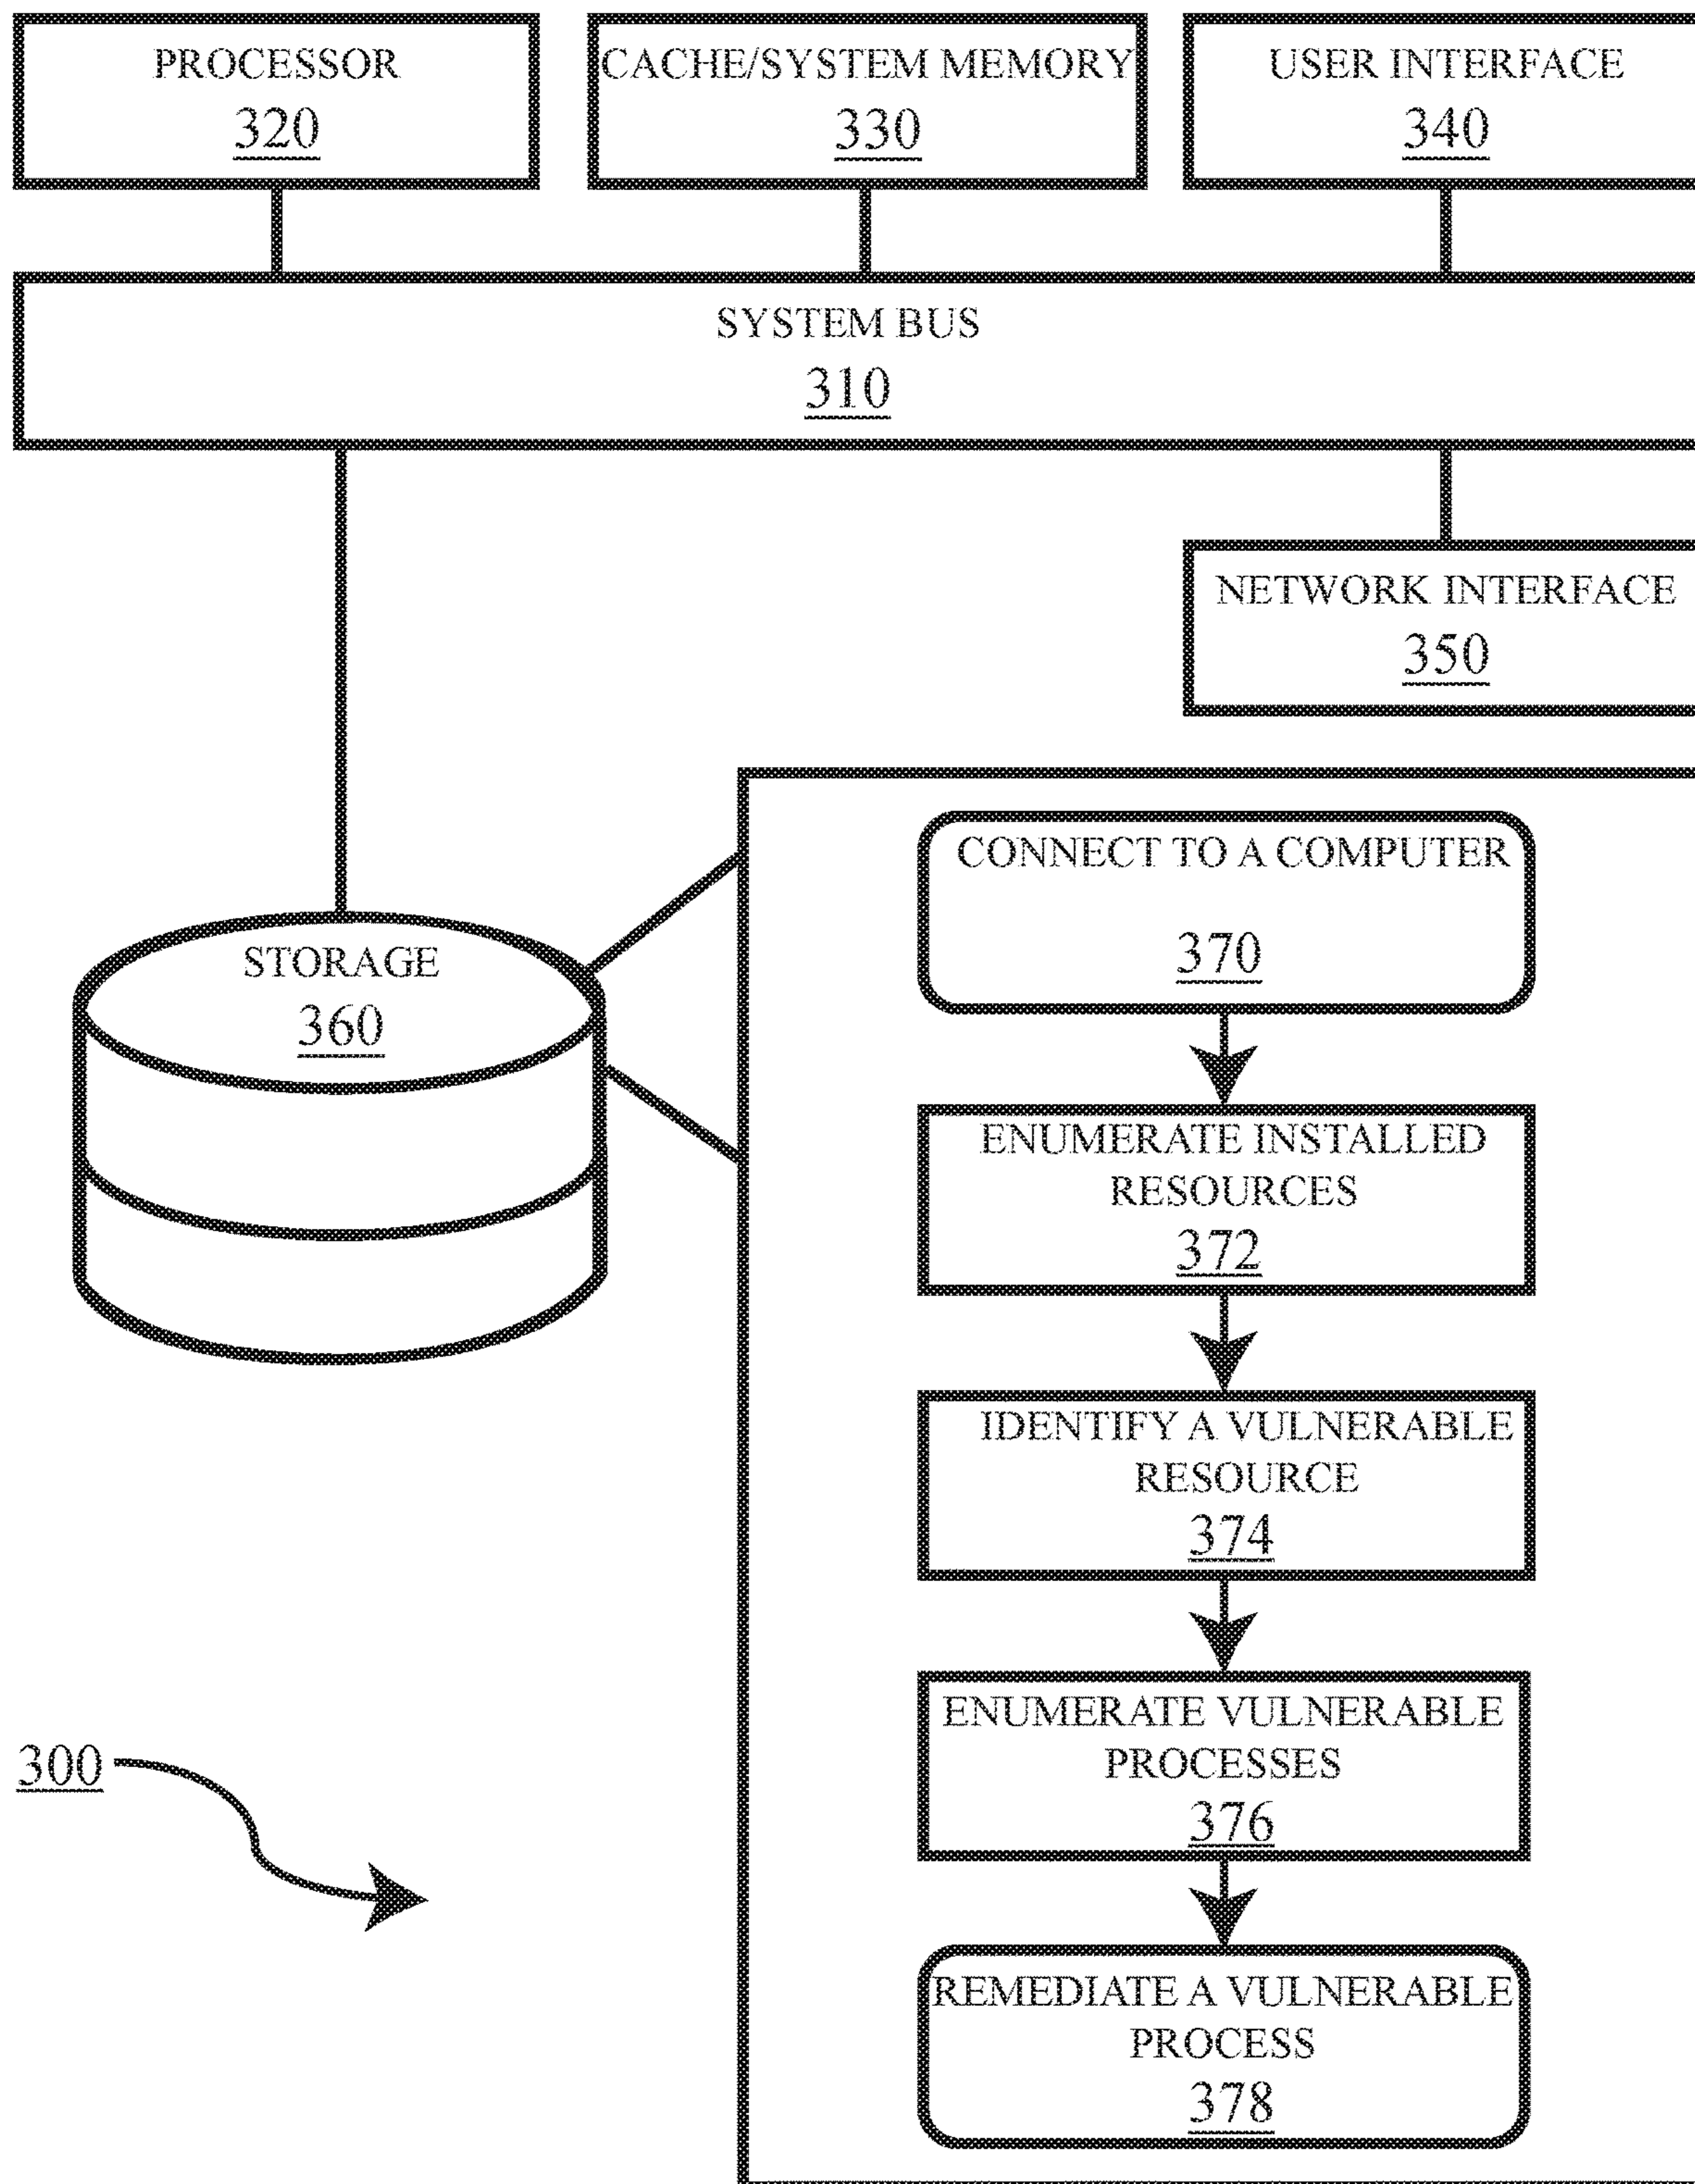 PROCESSOR
320
CACHE/SYSTEM MEMORY
330
USER INTERFACE
340
SYSTEM BUS
310
NETWORK INTERFACE
350
STORAGE
360
CONNECT TO A COMPUTER
370
ENUMERATE INSTALLED
RESOURCES
372
IDENTIFY A VULNERABLE
RESOURCE
374
ENUMERATE VULNERABLE
PROCESSES
376
REMEDIATE A VULNERABLE
PROCESS
378
300